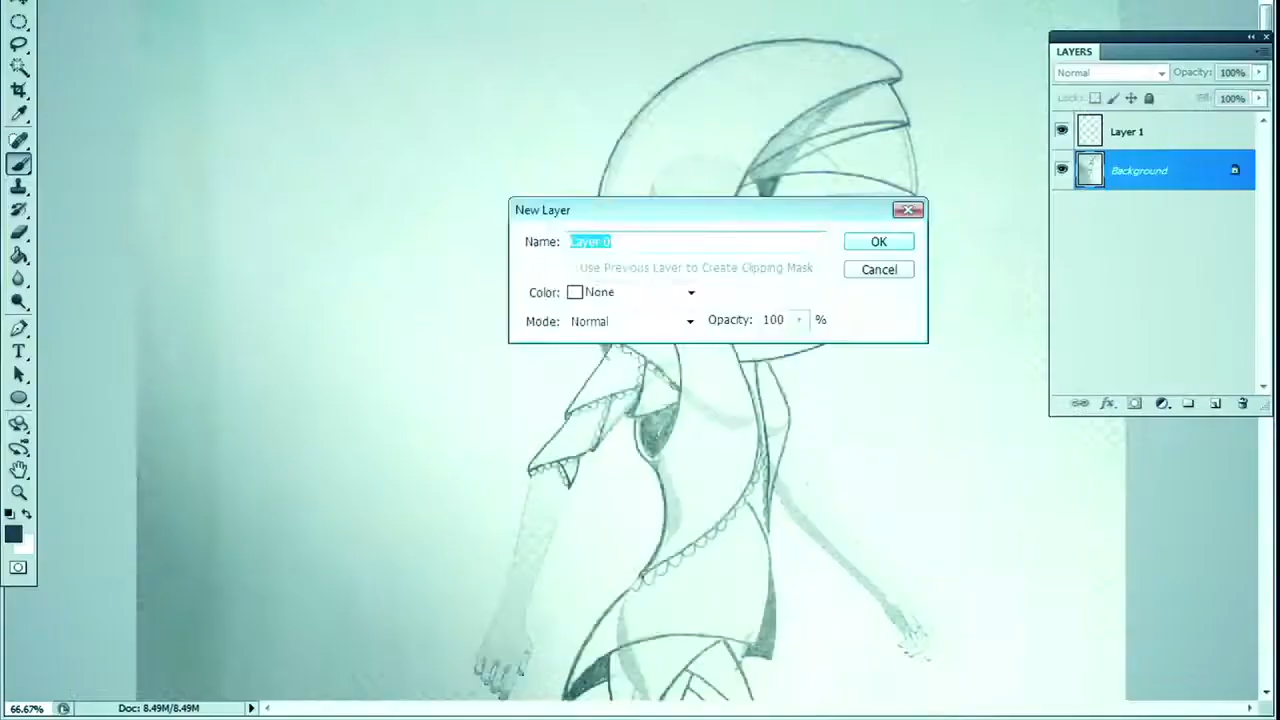 LAYERS
Normal Opacity: 100%
Lock: Fill: 100%
Layer 1
Background
New Layer
Name: Layer 0 OK
Use Previous Layer to Create Clipping Mask
Cancel
Color: None
Mode: Normal Opacity: 100 %
T
fx.
66.67% Doc: 8.49M/8.49M